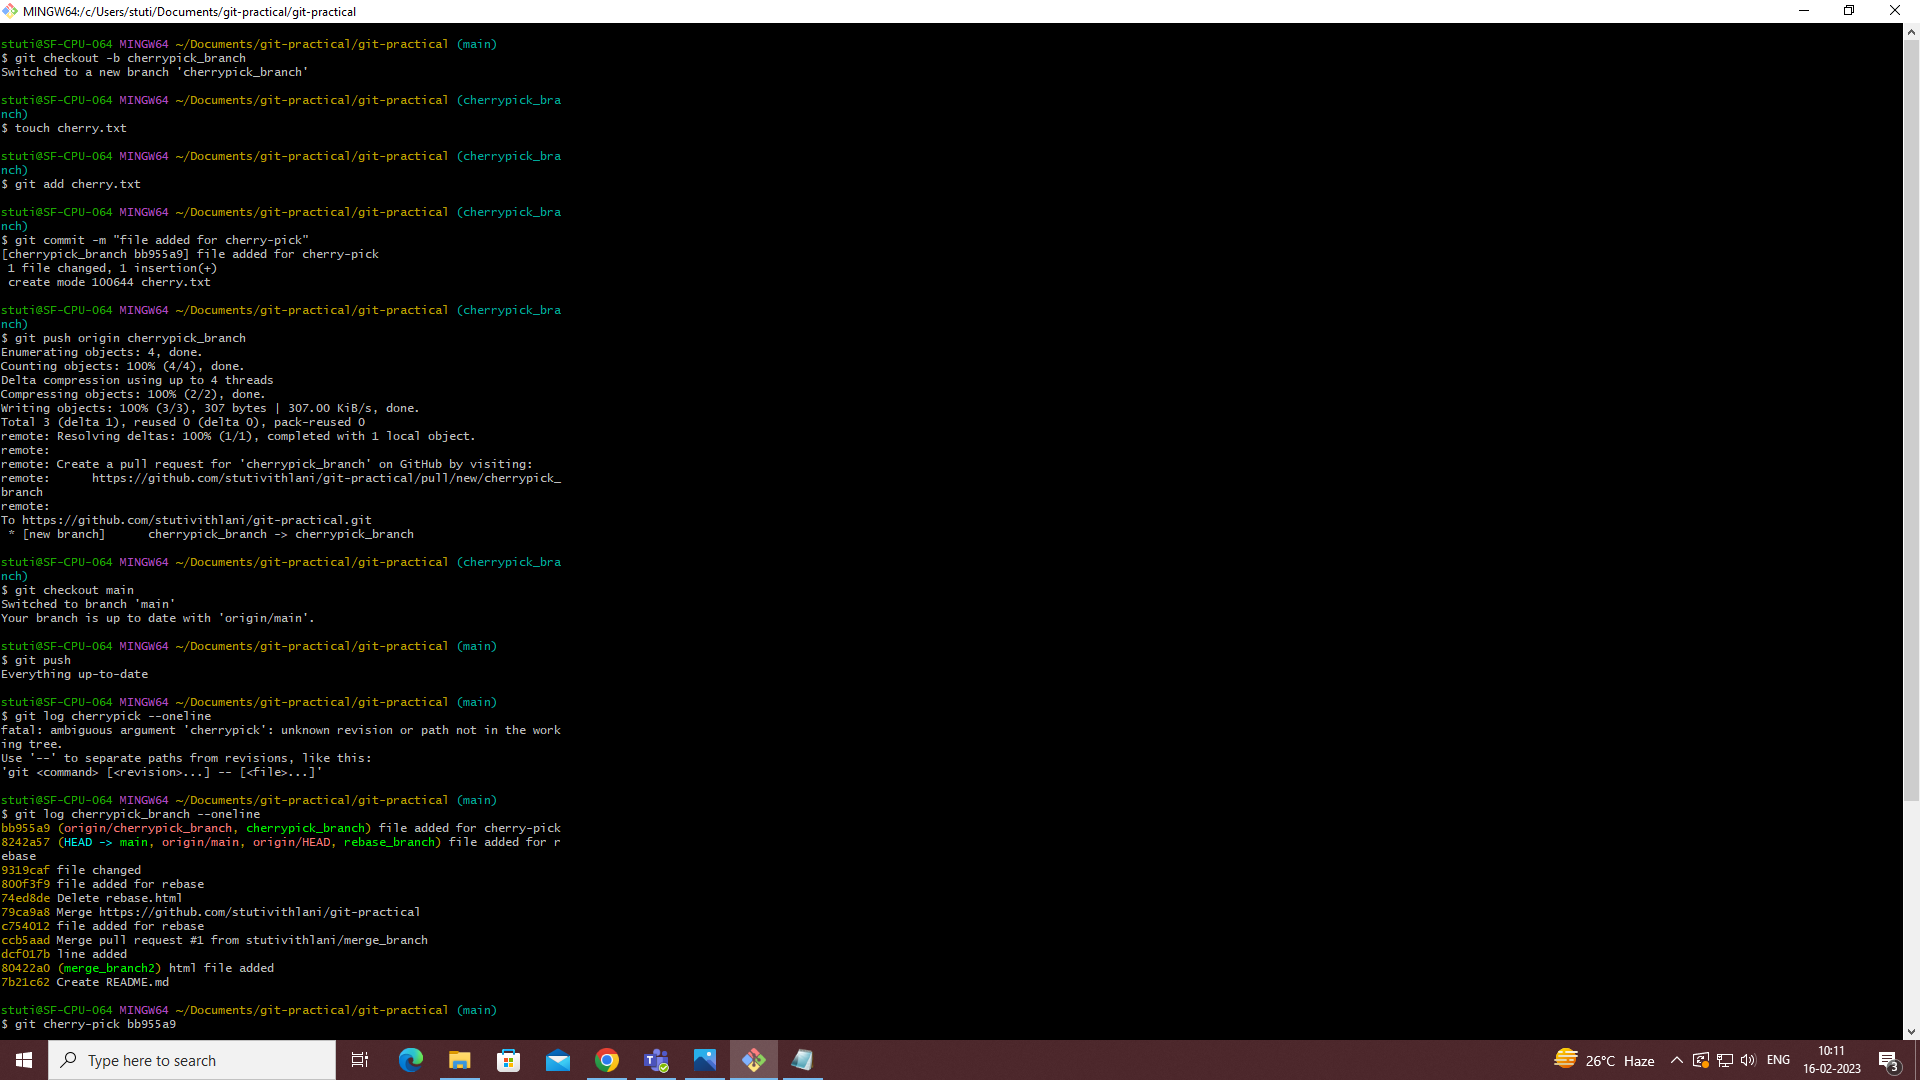 MINGW64:/c/Users/stuti/Documents/git-practical/git-practical
stuti@SF-CPU-064 MINGW64 ~/Documents/git-practical/git-practical (main)
$ git checkout -b cherrypick_branch
Switched to a new branch 'cherrypick_branch'
stuti@SF-CPU-064 MINGW64 ~/Documents/git-practical/git-practical (cherrypick_bra
nch)
$ touch cherry.txt
stuti@SF-CPU-064 MINGW64 ~/Documents/git-practical/git-practical (cherrypick_bra
nch)
$ git add cherry.txt
stuti@SF-CPU-064 MINGW64 ~/Documents/git-practical/git-practical (cherrypick_bra
nch)
$ git commit -m "file added for cherry-pick"
[cherrypick_branch bb955a9] file added for cherry-pick
 1 file changed, 1 insertion(+)
 create mode 100644 cherry.txt
stuti@SF-CPU-064 MINGW64 ~/Documents/git-practical/git-practical (cherrypick_bra
nch)
$ git push origin cherrypick_branch
Enumerating objects: 4, done.
Counting objects: 100% (4/4), done.
Delta compression using up to 4 threads
Compressing objects: 100% (2/2), done.
Writing objects: 100% (3/3), 307 bytes | 307.00 KiB/s, done.
Total 3 (delta 1), reused 0 (delta 0), pack-reused 0
remote: Resolving deltas: 100% (1/1), completed with 1 local object.
remote:
remote: Create a pull request for 'cherrypick_branch' on GitHub by visiting:
remote:      https://github.com/stutivithlani/git-practical/pull/new/cherrypick_
branch
remote:
To https://github.com/stutivithlani/git-practical.git
 * [new branch]      cherrypick_branch -> cherrypick_branch
stuti@SF-CPU-064 MINGW64 ~/Documents/git-practical/git-practical (cherrypick_bra
nch)
$ git checkout main
Switched to branch 'main'
Your branch is up to date with 'origin/main'.
stuti@SF-CPU-064 MINGW64 ~/Documents/git-practical/git-practical (main)
$ git push
Everything up-to-date
stuti@SF-CPU-064 MINGW64 ~/Documents/git-practical/git-practical (main)
$ git log cherrypick --oneline
fatal: ambiguous argument 'cherrypick': unknown revision or path not in the work
ing tree.
Use '--' to separate paths from revisions, like this:
'git <command> [<revision>...] -- [<file>...]'
stuti@SF-CPU-064 MINGW64 ~/Documents/git-practical/git-practical (main)
$ git log cherrypick_branch --oneline
bb955a9 (origin/cherrypick_branch, cherrypick_branch) file added for cherry-pick
8242a57 (HEAD -> main, origin/main, origin/HEAD, rebase_branch) file added for r
ebase
9319caf file changed
800f3f9 file added for rebase
74ed8de Delete rebase.html
79ca9a8 Merge https://github.com/stutivithlani/git-practical
c754012 file added for rebase
ccb5aad Merge pull request #1 from stutivithlani/merge_branch
dcf017b line added
80422a0 (merge_branch2) html file added
7b21c62 Create README.md
stuti@SF-CPU-064 MINGW64 ~/Documents/git-practical/git-practical (main)
$ git cherry-pick bb955a9
Type here to search
26°C Haze
ENG
10:11
16-02-2023
3